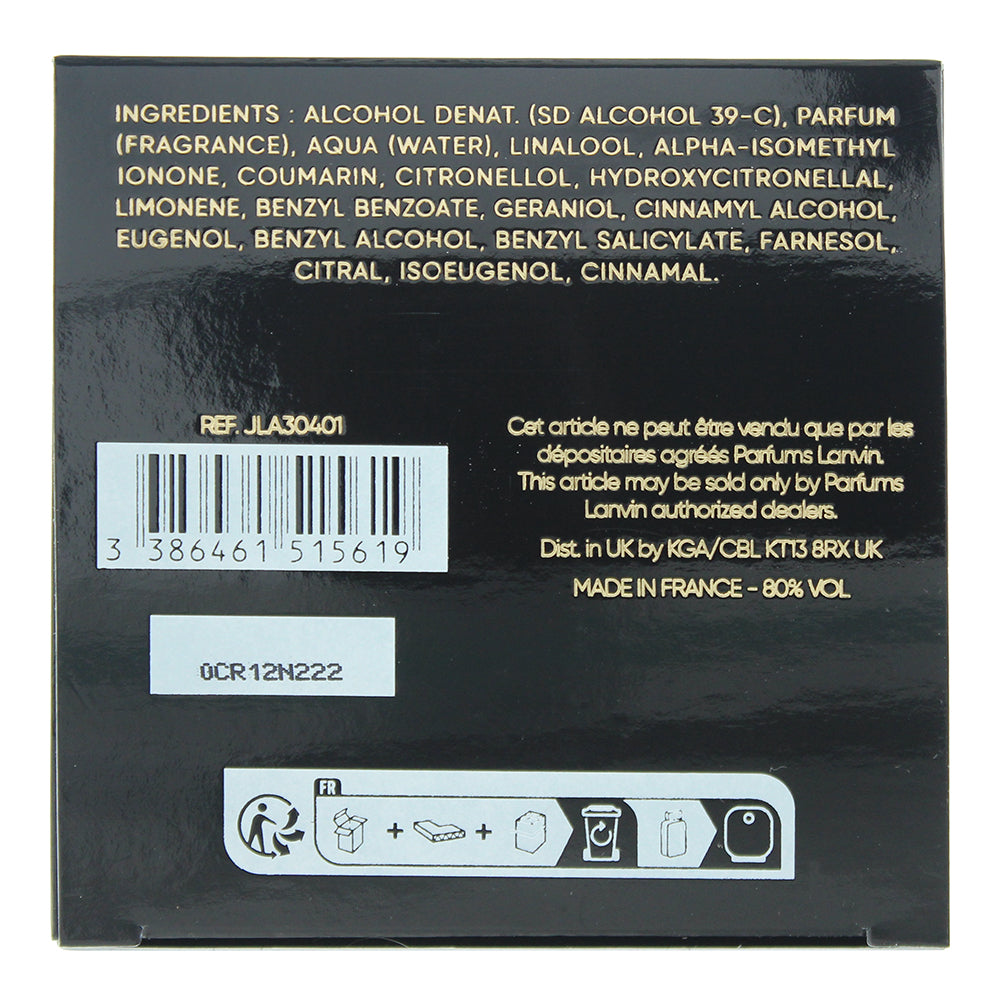 INGREDIENTS : ALCOHOL DENAT. (SD ALCOHOL 39-C), PARFUM
(FRAGRANCE), AQUA (WATER), LINALOOL, ALPHA-ISOMETHYL
IONONE, COUMARIN, CITRONELLOL, HYDROXYCITRONELLAL,
LIMONENE, BENZYL BENZOATE, GERANIOL, CINNAMYL ALCOHOL,
EUGENOL, BENZYL ALCOHOL, BENZYL SALICYLATE, FARNESOL,
CITRAL, ISOEUGENOL, CINNAMAL.
REF. JLA30401
3 386461 515619
0CR12N222
Cet article ne peut être vendu que par les
dépositaires agréés Parfums Lanvin.
This article may be sold only by Parfums
Lanvin authorized dealers.
Dist. in UK by KGA/CBL KT13 8RX UK
MADE IN FRANCE - 80% VOL
FR